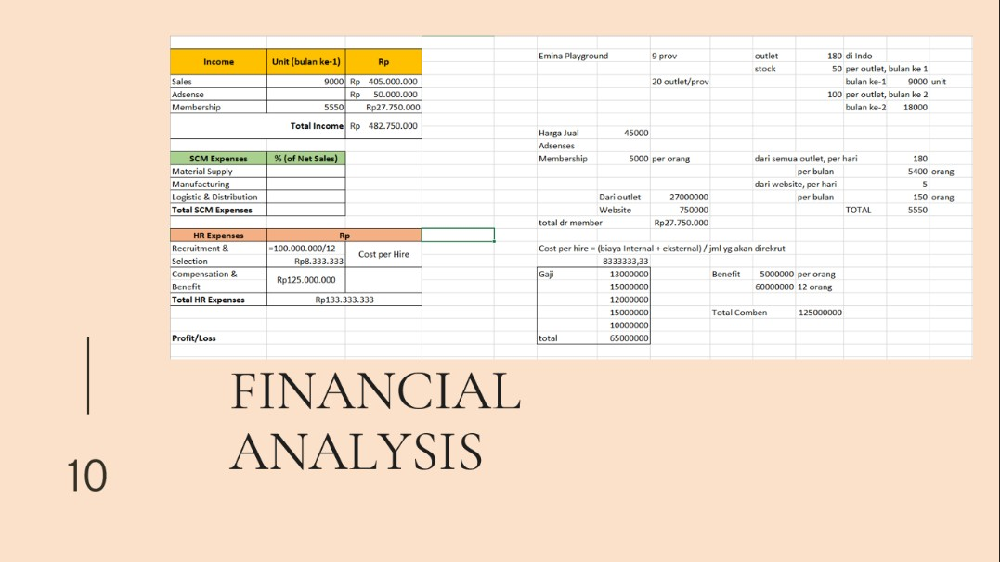 Income Unit (bulan ke-1) Rp
Sales 9000 Rp 405.000.000
Adsense Rp 50.000.000
Membership 5550 Rp27.750.000
Total Income Rp 482.750.000
SCM Expenses % (of Net Sales)
Material Supply
Manufacturing
Logistic & Distribution
Total SCM Expenses
HR Expenses Rp
Recruitment & Selection =100.000.000/12 Rp8.333.333 Cost per Hire
Compensation & Benefit Rp125.000.000
Total HR Expenses Rp133.333.333
Profit/Loss
Emina Playground 9 prov outlet 180 di Indo
stock 50 per outlet, bulan ke 1
20 outlet/prov bulan ke-1 9000 unit
100 per outlet, bulan ke 2
bulan ke-2 18000
Harga Jual 45000
Adsenses
Membership 5000 per orang dari semua outlet, per hari 180
per bulan 5400 orang
dari website, per hari 5
Dari outlet 27000000 per bulan 150 orang
Website 750000 TOTAL 5550
total dr member Rp27.750.000
Cost per hire = (biaya Internal + eksternal) / jml yg akan direkrut
8333333,33
Gaji 13000000 Benefit 5000000 per orang
15000000 60000000 12 orang
12000000
15000000 Total Comben 125000000
10000000
total 65000000
FINANCIAL
ANALYSIS
10